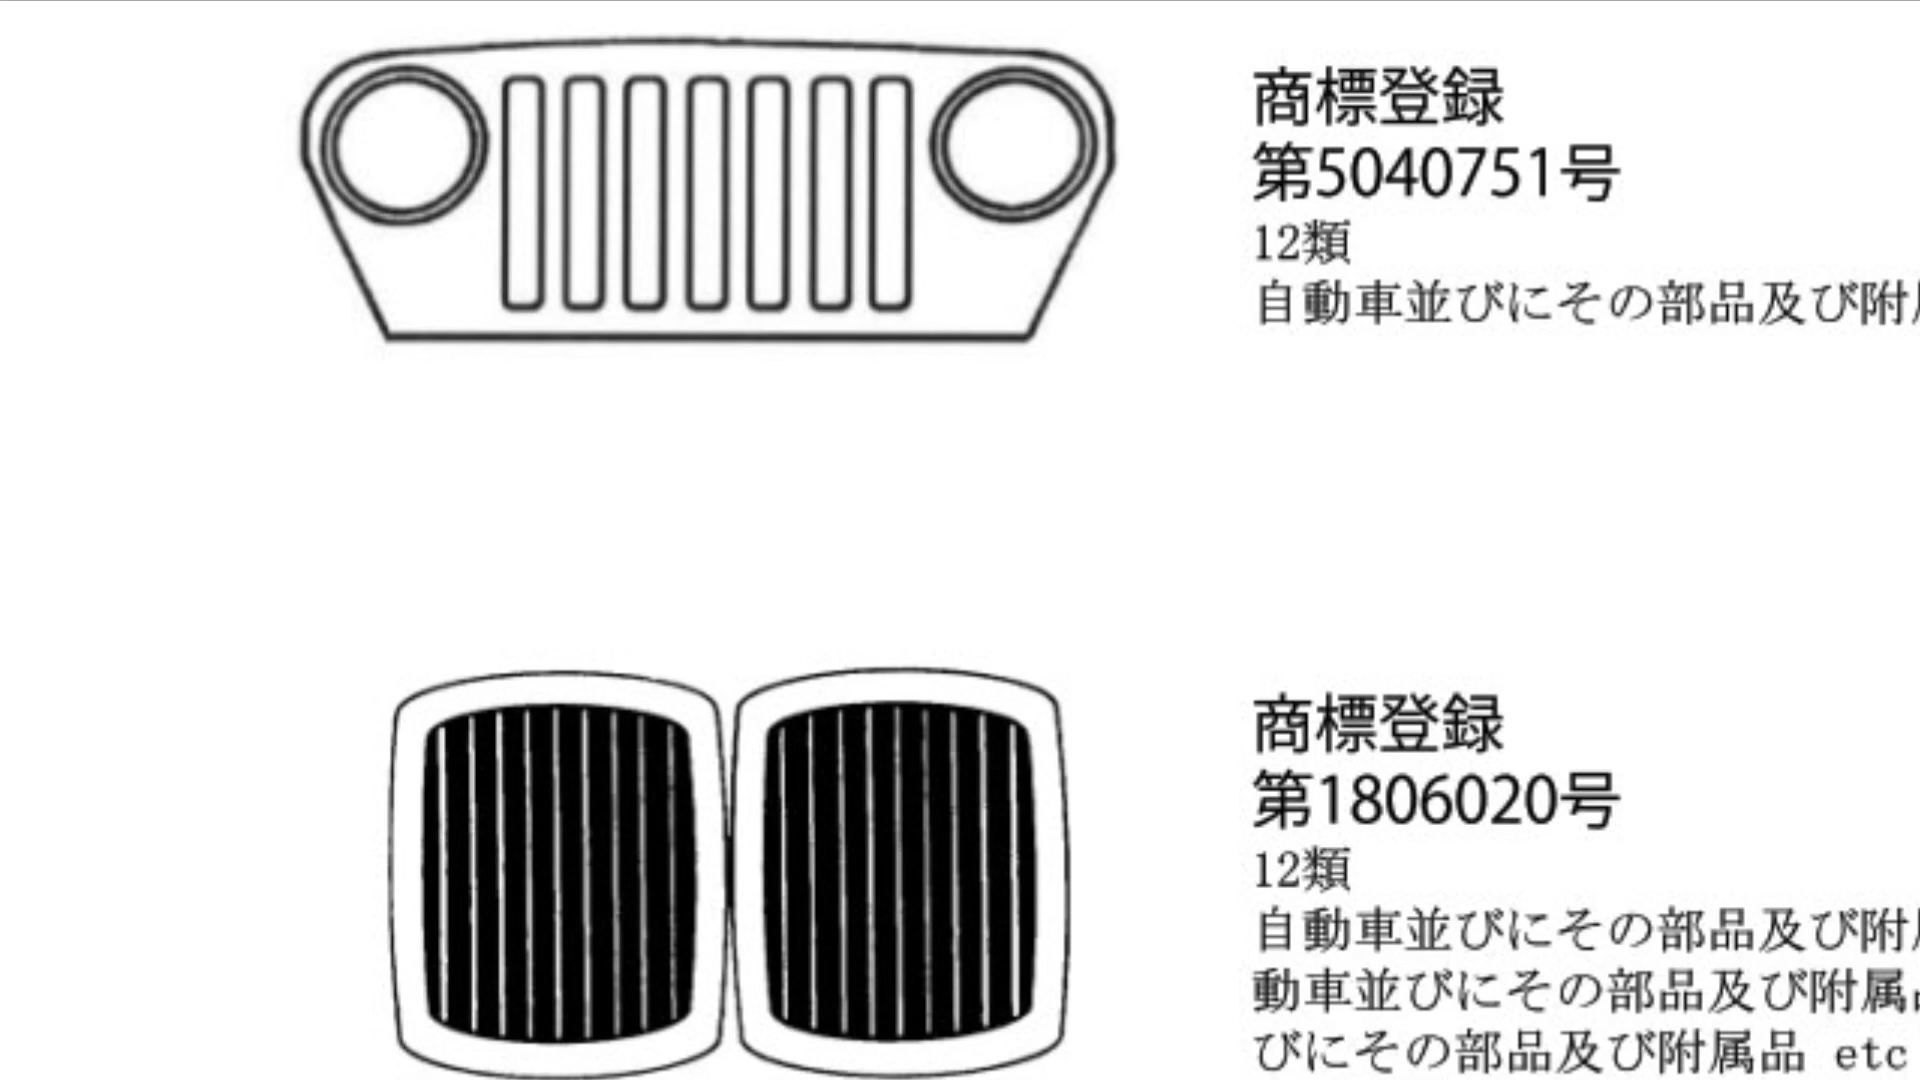 商標登録
第5040751号
12類
自動車並びにその部品及び附
商標登録
第1806020号
12類
自動車並びにその部品及び附
動車並びにその部品及び附属
びにその部品及び附属品 etc